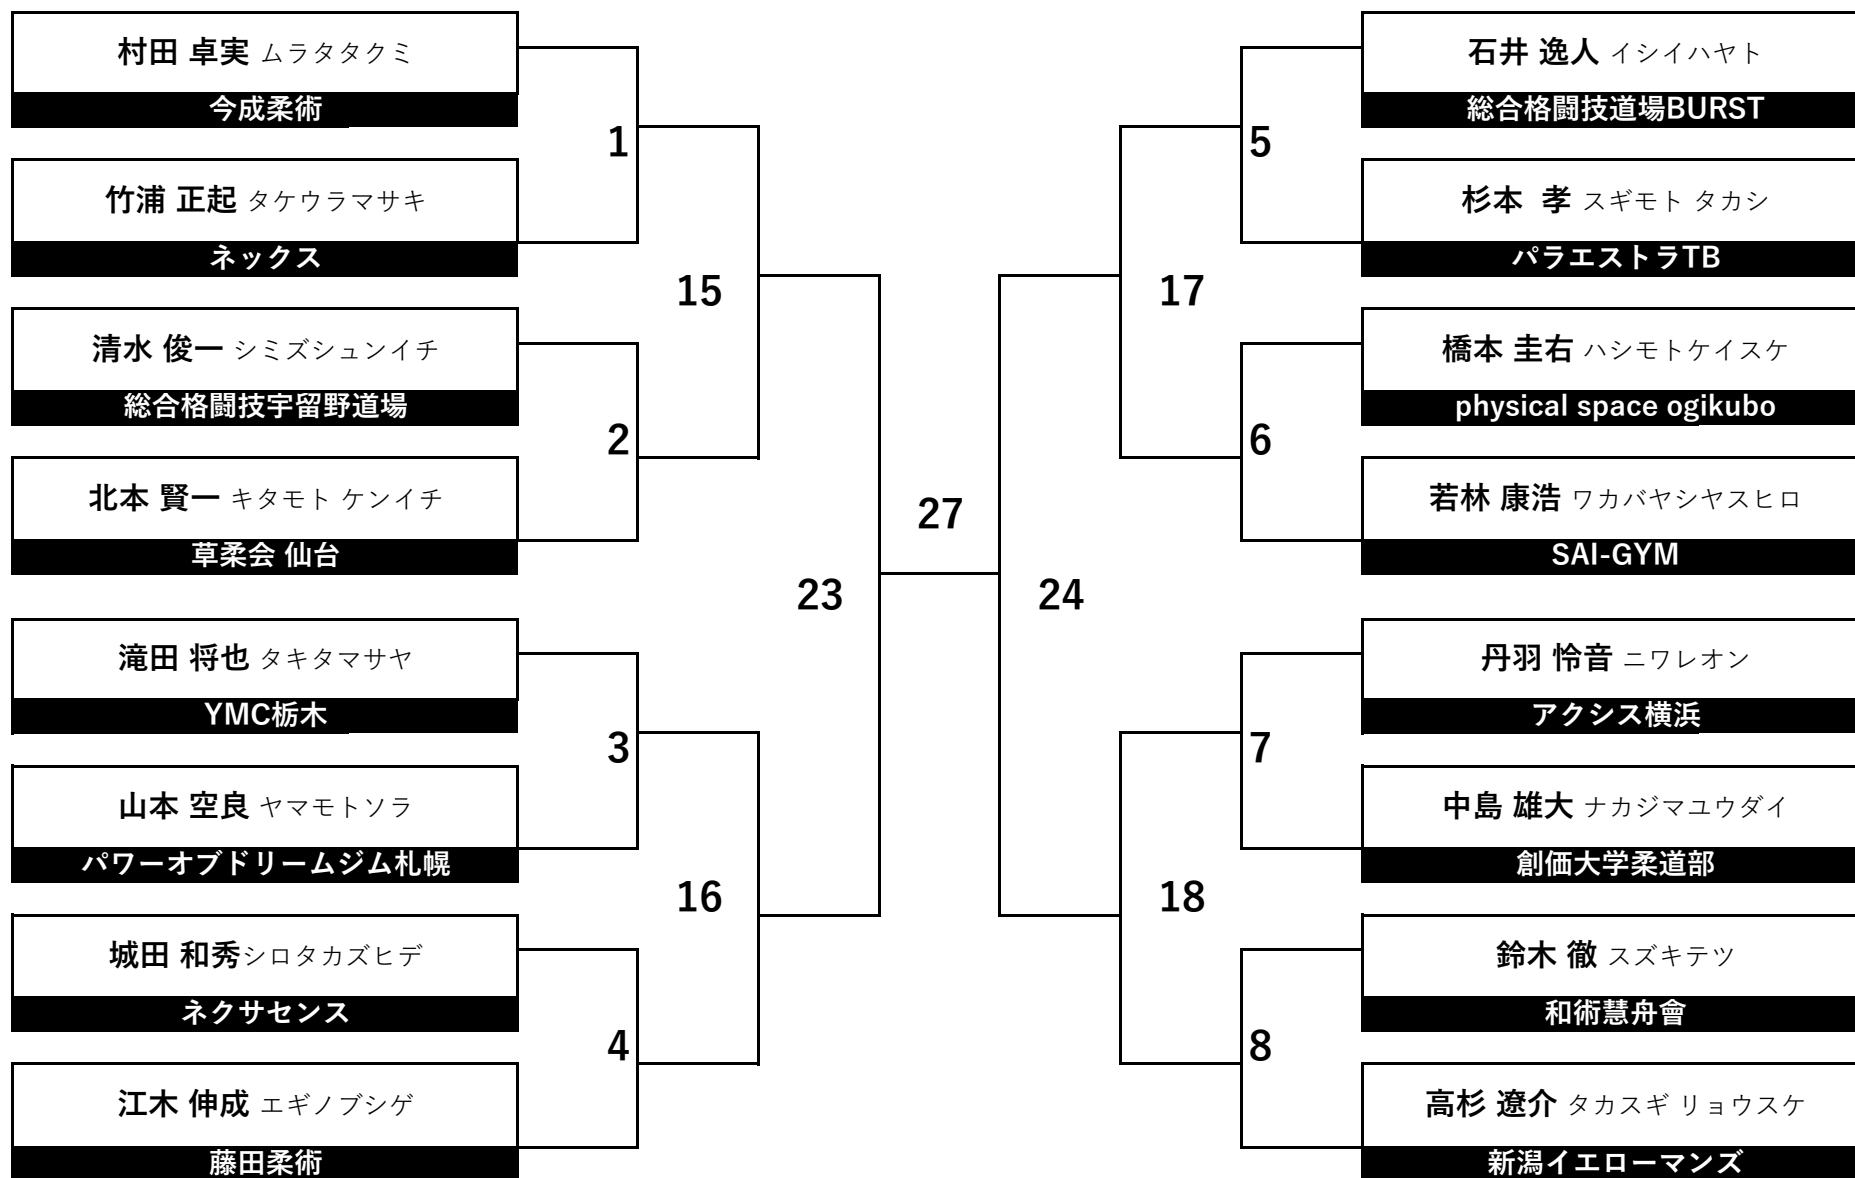 村田 卓実 ムラタタクミ
今成柔術
竹浦 正起 タケウラマサキ
ネックス
清水 俊一 シミズシュンイチ
総合格闘技宇留野道場
北本 賢一 キタモト ケンイチ
草柔会 仙台
滝田 将也 タキタマサヤ
YMC栃木
山本 空良 ヤマモトソラ
パワーオブドリームジム札幌
城田 和秀シロタカズヒデ
ネクサセンス
江木 伸成 エギノブシゲ
藤田柔術
1
2
3
4
15
16
23
27
24
17
18
5
6
7
8
石井 逸人 イシイハヤト
総合格闘技道場BURST
杉本 孝 スギモト タカシ
パラエストラTB
橋本 圭右 ハシモトケイスケ
physical space ogikubo
若林 康浩 ワカバヤシヤスヒロ
SAI-GYM
丹羽 怜音 ニワレオン
アクシス横浜
中島 雄大 ナカジマユウダイ
創価大学柔道部
鈴木 徹 スズキテツ
和術慧舟會
高杉 遼介 タカスギ リョウスケ
新潟イエローマンズ